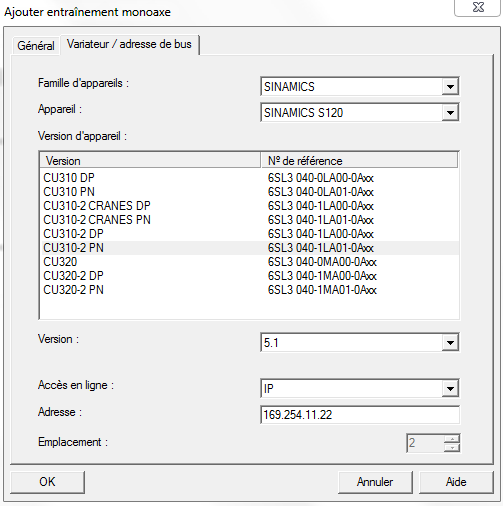 Ajouter entraînement monoaxe
Général Variateur / adresse de bus
Famille d'appareils : SINAMICS
Appareil : SINAMICS S120
Version d'appareil :
Version Nº de référence
CU310 DP 6SL3 040-0LA00-0Axx
CU310 PN 6SL3 040-0LA01-0Axx
CU310-2 CRANES DP 6SL3 040-1LA00-0Axx
CU310-2 CRANES PN 6SL3 040-1LA01-0Axx
CU310-2 DP 6SL3 040-1LA00-0Axx
CU310-2 PN 6SL3 040-1LA01-0Axx
CU320 6SL3 040-0MA00-0Axx
CU320-2 DP 6SL3 040-1MA00-0Axx
CU320-2 PN 6SL3 040-1MA01-0Axx
Version : 5.1
Accès en ligne : IP
Adresse : 169.254.11.22
Emplacement : 2
OK Annuler Aide